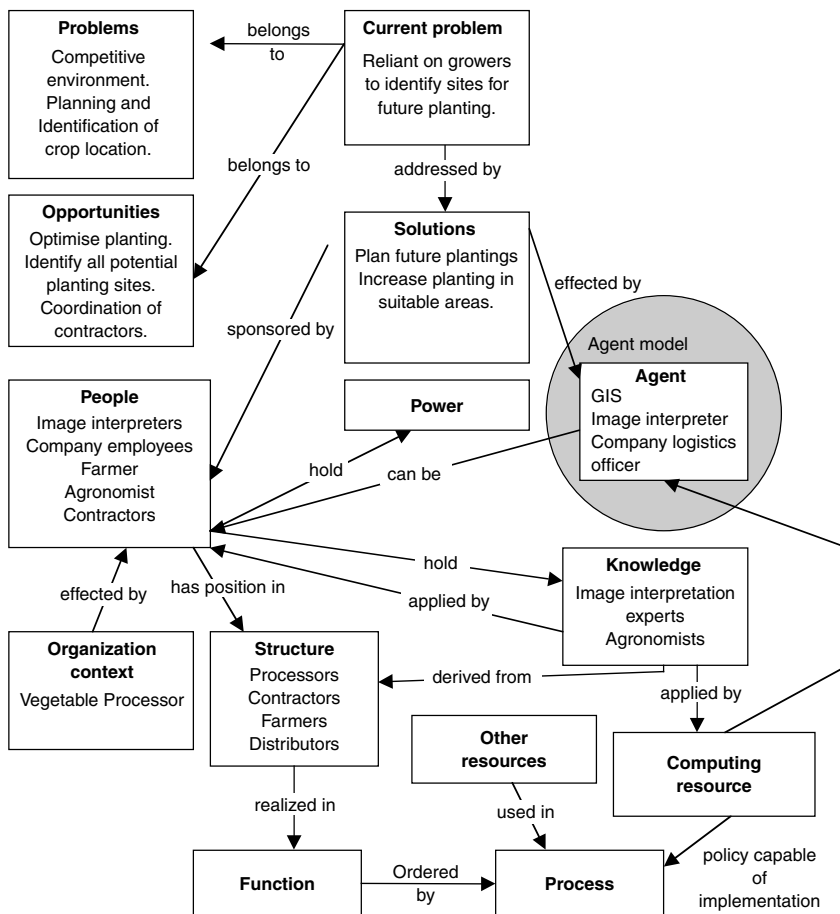 Problems
Competitive
environment.
Planning and
Identification of
crop location.
belongs
to
Current problem
Reliant on growers
to identify sites for
future planting.
belongs to
addressed by
Opportunities
Optimise planting.
Identify all potential
planting sites.
Coordination of
contractors.
Solutions
Plan future plantings
Increase planting in
suitable areas.
effected by
sponsored by
Agent model
Agent
GIS
Image interpreter
Company logistics
officer
People
Image interpreters
Company employees
Farmer
Agronomist
Contractors
Power
hold
can be
hold
applied by
Knowledge
Image interpretation
experts
Agronomists
effected by
has position in
Organization
context
Vegetable Processor
Structure
Processors
Contractors
Farmers
Distributors
derived from
applied by
Other
resources
Computing
resource
realized in
used in
Function
Ordered
by
Process
policy capable
of
implementation